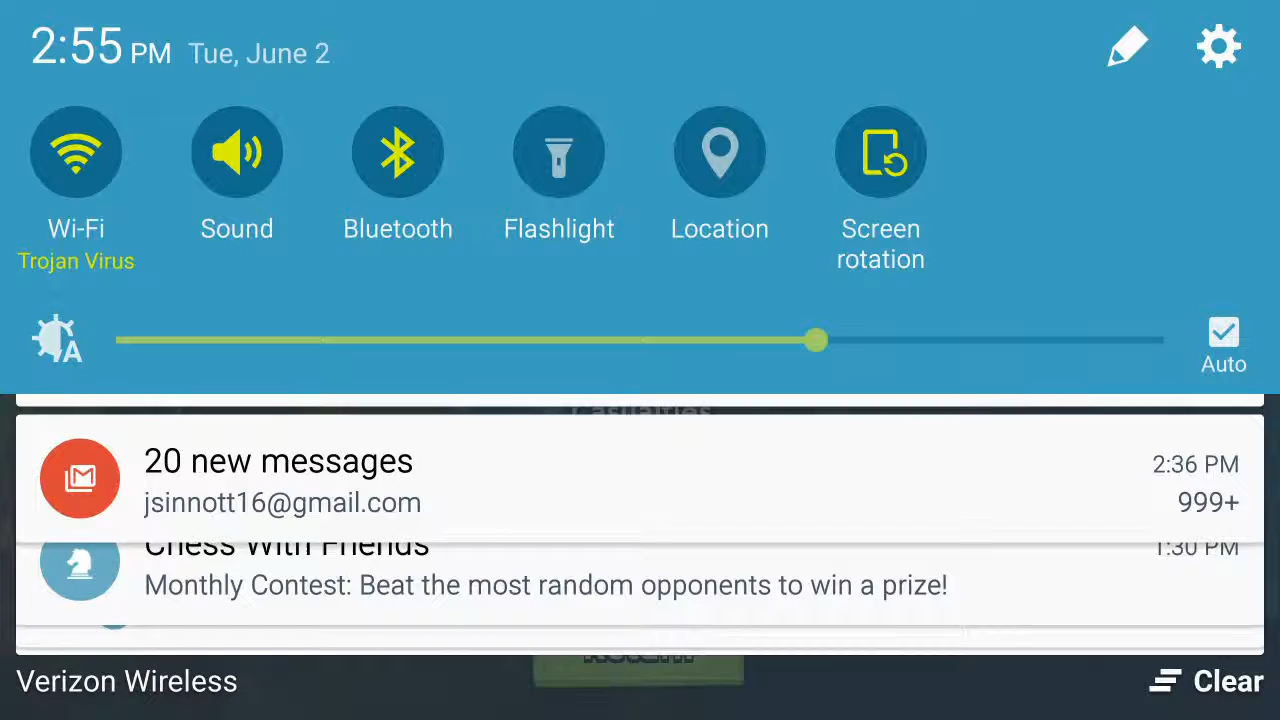 2:55 PM Tue, June 2
Wi-Fi Sound Bluetooth Flashlight Location Screen
rotation
Trojan Virus
A
Auto
Casualties
20 new messages 2:36 PM
jsinnott16@gmail.com 999+
Chess With Friends 1:30 PM
Monthly Contest: Beat the most random opponents to win a prize!
Verizon Wireless Clear